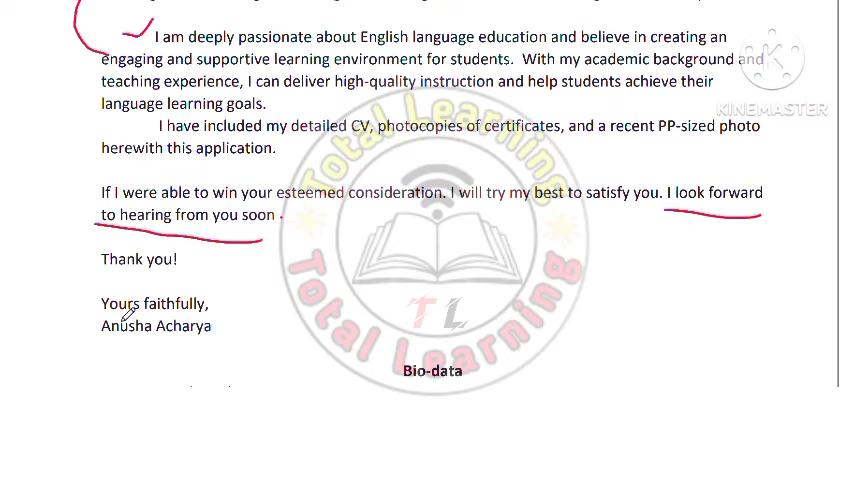 I am deeply passionate about English language education and believe in creating an
engaging and supportive learning environment for students. With my academic background and
teaching experience, I can deliver high-quality instruction and help students achieve their
language learning goals.
I have included my detailed CV, photocopies of certificates, and a recent PP-sized photo
herewith this application.
If I were able to win your esteemed consideration. I will try my best to satisfy you. I look forward
to hearing from you soon .
Thank you!
Yours faithfully,
Anusha Acharya
Bio-data
KINEMASTER
Total Learning
TL
Total Learning